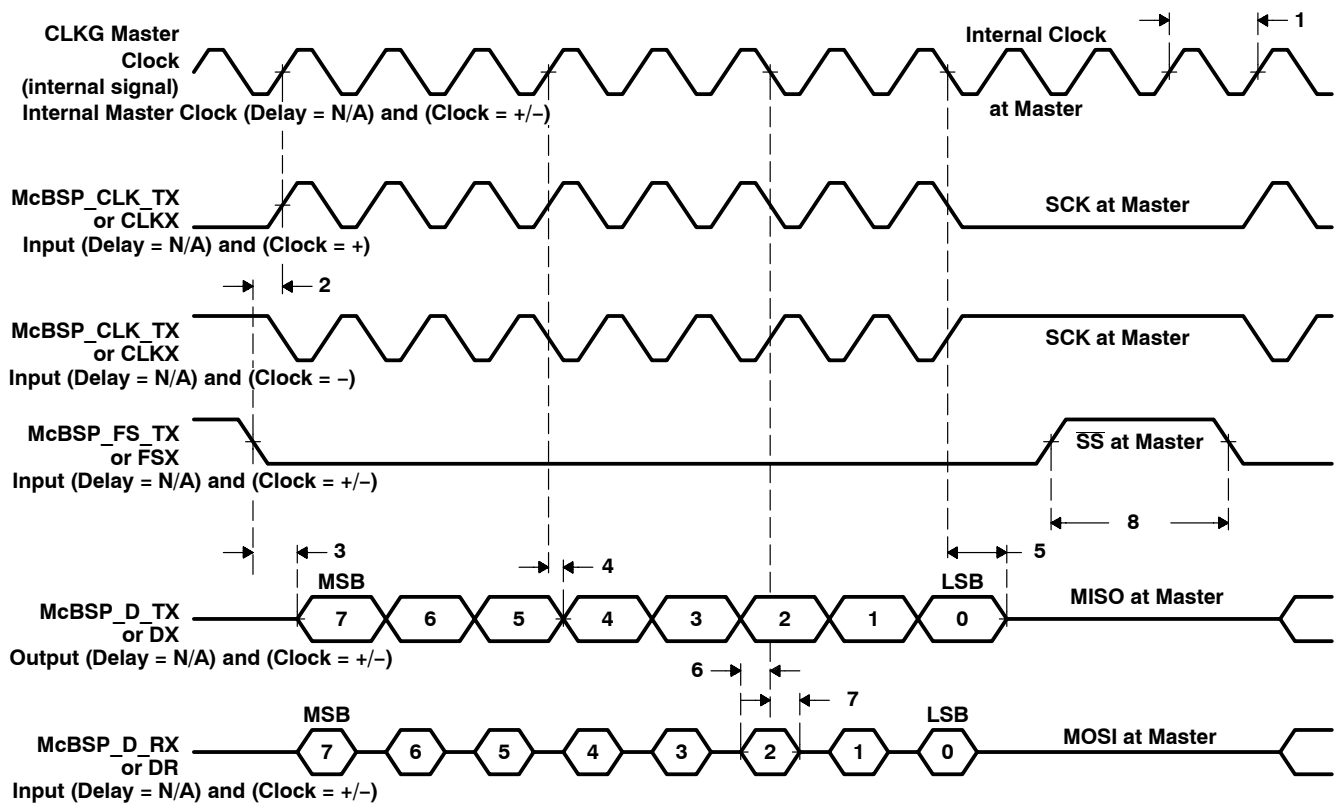 CLKG Master
Clock
(internal signal)
Internal Master Clock (Delay = N/A) and (Clock = +/–)
Internal Clock
at Master
1
McBSP_CLK_TX
or CLKX
Input (Delay = N/A) and (Clock = +)
SCK at Master
2
McBSP_CLK_TX
or CLKX
Input (Delay = N/A) and (Clock = –)
SCK at Master
McBSP_FS_TX
or FSX
Input (Delay = N/A) and (Clock = +/–)
S̅S̅ at Master
8
3
4
5
McBSP_D_TX
or DX
Output (Delay = N/A) and (Clock = +/–)
MSB
LSB
7 6 5 4 3 2 1 0
MISO at Master
6
7
McBSP_D_RX
or DR
Input (Delay = N/A) and (Clock = +/–)
MSB
LSB
7 6 5 4 3 2 1 0
MOSI at Master